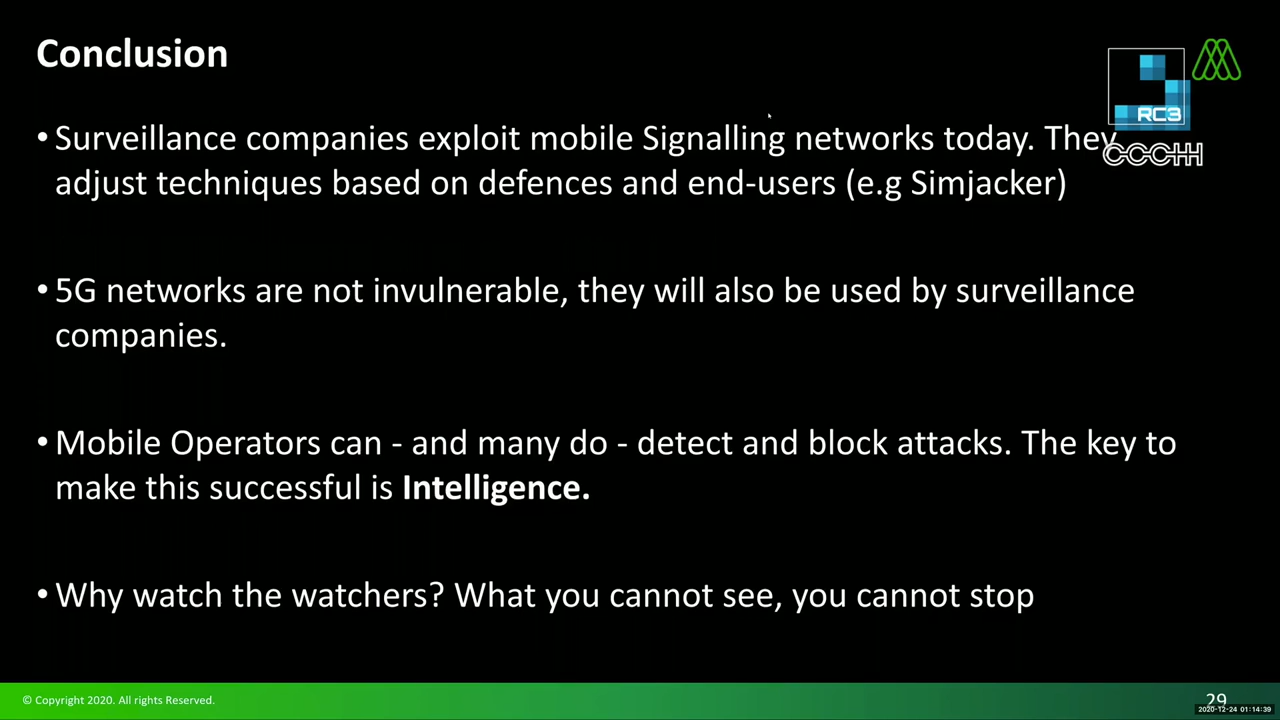 Conclusion
RC3
CCCHH
• Surveillance companies exploit mobile Signalling networks today. They
adjust techniques based on defences and end-users (e.g Simjacker)
• 5G networks are not invulnerable, they will also be used by surveillance
companies.
• Mobile Operators can - and many do - detect and block attacks. The key to
make this successful is Intelligence.
• Why watch the watchers? What you cannot see, you cannot stop
© Copyright 2020. All rights Reserved.
29
2020-12-24 01:14:39